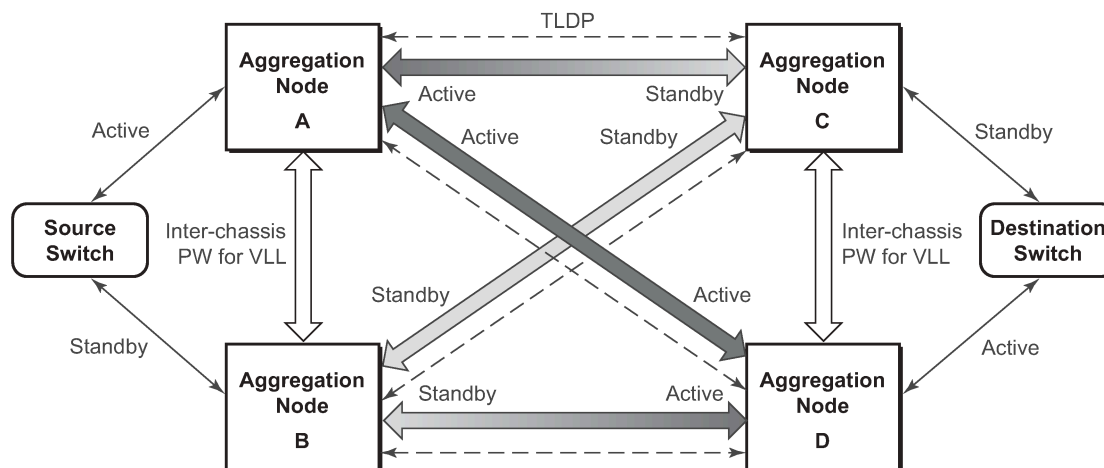 TLDP
Aggregation
Node
A
Aggregation
Node
C
Active
Standby
Active
Standby
Active
Standby
Source
Switch
Inter-chassis
PW for VLL
Inter-chassis
PW for VLL
Destination
Switch
Standby
Active
Standby
Active
Aggregation
Node
B
Standby
Active
Aggregation
Node
D